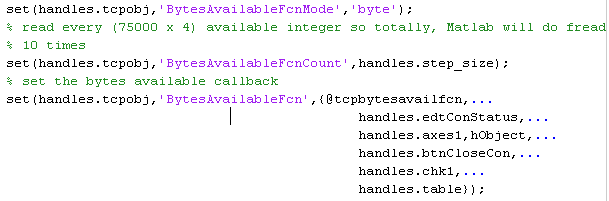 set(handles.tcpobj,'BytesAvailableFcnMode','byte');
% read every (75000 x 4) available integer so totally, Matlab will do fread
% 10 times
set(handles.tcpobj,'BytesAvailableFcnCount',handles.step_size);
% set the bytes available callback
set(handles.tcpobj,'BytesAvailableFcn',{@tcpbytesavailfcn,...
handles.edtConStatus,...
handles.axes1,hObject,...
handles.btnCloseCon,...
handles.chk1,...
handles.table});